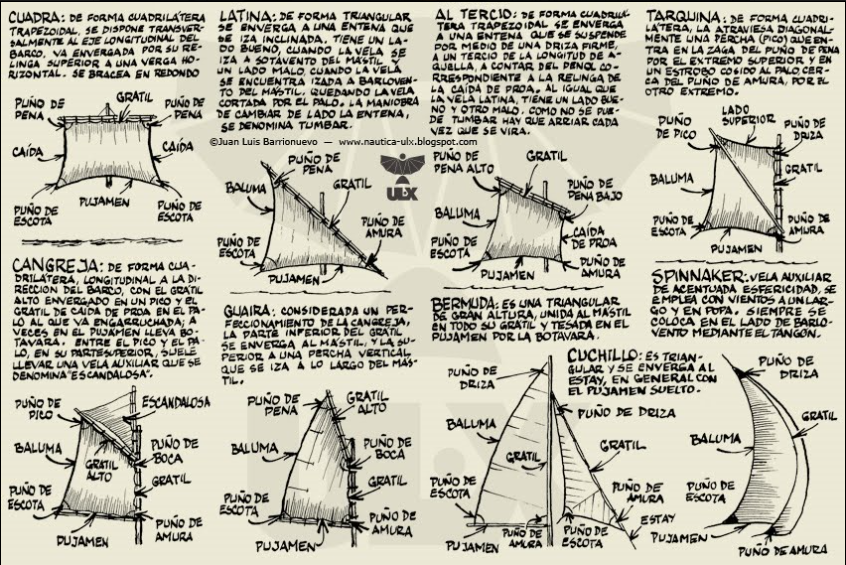 CUADRA: DE FORMA CUADRILÁTERA
TRAPEZOIDAL, SE DISPONE TRANSVER-
SALMENTE AL EJE LONGITUDINAL DEL
BARCO, VA ENVERGADA POR SU RE-
LINGA SUPERIOR A UNA VERGA HO-
RIZONTAL. SE BRACEA EN REDONDO
PUÑO DE
PENA
GRATIL
PUÑO DE
PENA
CAÍDA
CAÍDA
PUÑO DE
ESCOTA
PUJAMEN
PUÑO DE
ESCOTA
LATINA: DE FORMA TRIANGULAR
SE ENVERGA A UNA ENTENA QUE
SE IZA INCLINADA. TIENE UN LA-
DO BUENO, CUANDO LA VELA SE
IZA A SOTAVENTO DEL MÁSTIL Y
UN LADO MALO, CUANDO LA VELA
SE ENCUENTRA IZADA A BARLOVEN-
TO DEL MÁSTIL, QUEDANDO LA VELA
CORTADA POR EL PALO. LA MANIOBRA
DE CAMBIAR DE LADO LA ENTENA,
SE DENOMINA TUMBAR.
©Juan Luis Barrionuevo — www.nautica-ulx.blogspot.com
ULX
PUÑO DE
PENA
BALUMA
GRATIL
PUÑO DE
AMURA
PUÑO DE
ESCOTA
PUJAMEN
AL TERCIO: DE FORMA CUADRILÁ
TERA TRAPEZOIDAL SE ENVERGA
A UNA ENTENA QUE SE SUSPENDE
POR MEDIO DE UNA DRIZA FIRME,
A UN TERCIO DE LA LONGITUD DE A-
QUELLA, A CONTAR DEL PENOL CO-
RRESPONDIENTE A LA RELINGA DE
LA CAÍDA DE PROA. AL IGUAL QUE
LA VELA LATINA, TIENE UN LADO BUE-
NO Y OTRO MALO. COMO NO SE PUE-
DE TUMBAR HAY QUE ARRIAR CADA
VEZ QUE SE VIRA.
PUÑO DE
PENA ALTO
GRATIL
PUÑO DE
PENA BAJO
BALUMA
CAÍDA
DE PROA
PUÑO DE
ESCOTA
PUJAMEN
PUÑO DE
AMURA
TARQUINA: DE FORMA CUADRI-
LÁTERA, LA ATRAVIESA DIAGONAL-
MENTE UNA PERCHA (PICO) QUE EN-
TRA EN LA ZAGA DEL PUÑO DE PENA
POR EL EXTREMO SUPERIOR Y EN
UN ESTROBO COSIDO AL PALO, CER-
CA DEL PUÑO DE AMURA, POR EL
OTRO EXTREMO.
PUÑO
DE PICO
LADO
SUPERIOR
PUÑO DE
DRIZA
GRATIL
BALUMA
PUÑO DE
ESCOTA
PUÑO DE
AMURA
PUJAMEN
CANGREJA: DE FORMA CUA-
DRILÁTERA, LONGITUDINAL A LA DI-
RECCION DEL BARCO, CON EL GRATIL
ALTO ENVERGADO EN UN PICO Y EL
GRATIL DE CAÍDA DE PROA EN EL PA-
LO AL QUE VA ENGARRUCHADA; A
VECES EN EL PUJAMEN LLEVA BO-
TAVARA. ENTRE EL PICO Y EL PA-
LO, EN SU PARTE SUPERIOR, SUELE
LLEVAR UNA VELA AUXILIAR QUE SE
DENOMINA "ESCANDALOSA".
PUÑO DE
PICO
ESCANDALOSA
BALUMA
GRATIL
ALTO
PUÑO DE
BOCA
GRATIL
PUÑO DE
ESCOTA
PUJAMEN
PUÑO DE
AMURA
GUAIRA: CONSIDERADA UN PER-
FECCIONAMIENTO DE LA CANGREJA,
LA PARTE INFERIOR DEL GRATIL
SE ENVERGA AL MÁSTIL, Y LA SU-
PERIOR A UNA PERCHA VERTICAL
QUE SE IZA A LO LARGO DEL MÁS-
TIL.
PUÑO DE
PENA
GRATIL
ALTO
BALUMA
PUÑO DE
BOCA
GRATIL
PUÑO DE
ESCOTA
PUÑO DE
AMURA
PUJAMEN
BERMUDA: ES UNA TRIANGULAR
DE GRAN ALTURA, UNIDA AL MÁSTIL
EN TODO SU GRATIL Y TESADA EN EL
PUJAMEN POR LA BOTAVARA.
PUÑO DE
DRIZA
BALUMA
GRATIL
PUÑO DE
ESCOTA
PUJAMEN
PUÑO DE
AMURA
CUCHILLO: ES TRIAN-
GULAR Y SE ENVERGA AL
ESTAY, EN GENERAL CON
EL PUJAMEN SUELTO.
PUÑO DE DRIZA
GRATIL
PUÑO DE
AMURA
ESTAY
PUÑO DE
ESCOTA
SPINNAKER: VELA AUXILIAR
DE ACENTUADA ESFERICIDAD, SE
EMPLEA CON VIENTOS A UN LAR-
GO Y EN POPA. SIEMPRE SE
COLOCA EN EL LADO DE BARLO-
VENTO MEDIANTE EL TANGÓN.
PUÑO DE
DRIZA
GRATIL
BALUMA
PUÑO DE
ESCOTA
PUJAMEN
PUÑO DE AMURA
ULX